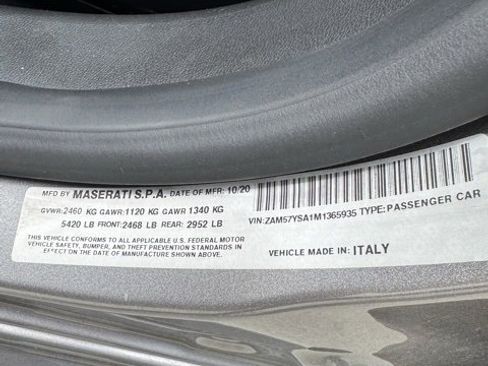 MFD BY MASERATI S.P.A. DATE OF MFR: 10/20
GVWR: 2460 KG GAWR: 1120 KG GAWR 1340 KG
5420 LB FRONT: 2468 LB REAR: 2952 LB
THIS VEHICLE CONFORMS TO ALL APPLICABLE U.S. FEDERAL MOTOR
VEHICLE SAFETY, BUMPER, AND THEFT PREVENTION STANDARDS IN
EFFECT ON THE DATE OF MANUFACTURE SHOWN ABOVE.
VIN: ZAM57YSA1M1365935 TYPE: PASSENGER CAR
VEHICLE MADE IN: ITALY